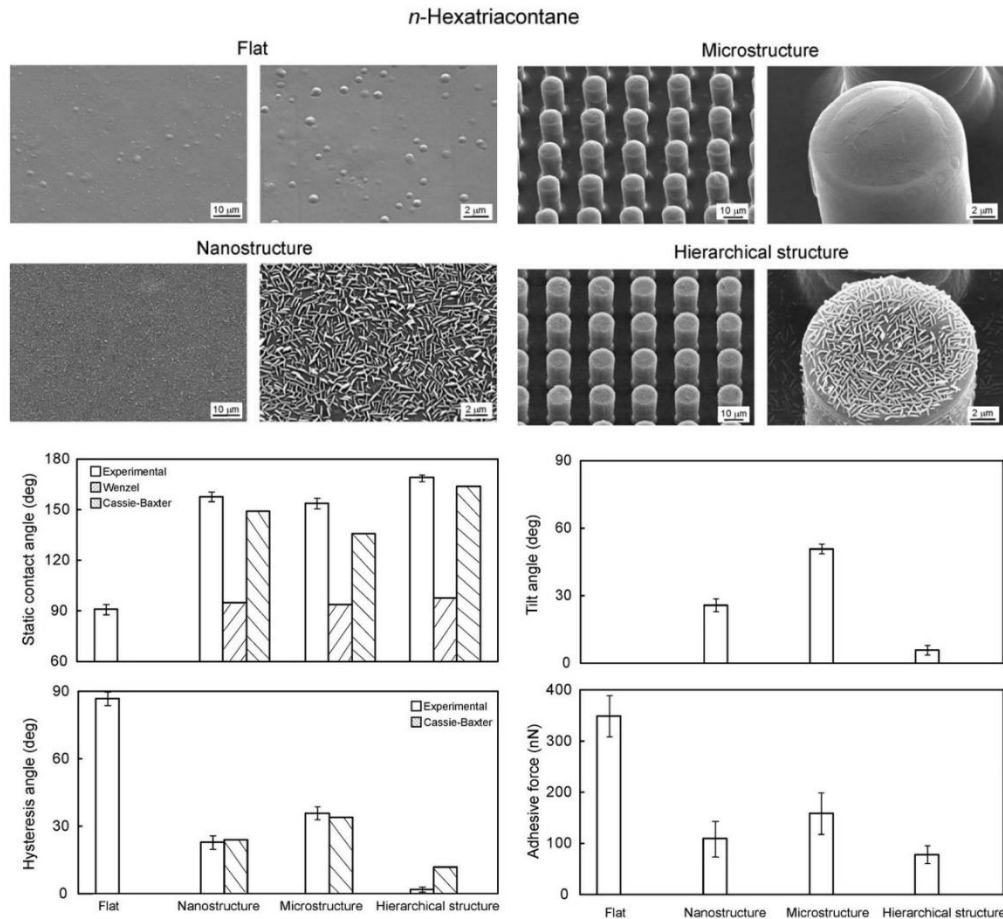 n-Hexatriacontane
Flat
Microstructure
10 μm
2 μm
10 μm
2 μm
Nanostructure
Hierarchical structure
10 μm
2 μm
10 μm
2 μm
Static contact angle (deg)
180
150
120
90
60
Experimental
Wenzel
Cassie-Baxter
Tilt angle (deg)
90
60
30
0
Hysteresis angle (deg)
90
60
30
0
Experimental
Cassie-Baxter
Flat
Nanostructure
Microstructure
Hierarchical structure
Adhesive force (nN)
400
300
200
100
0
Flat
Nanostructure
Microstructure
Hierarchical structure